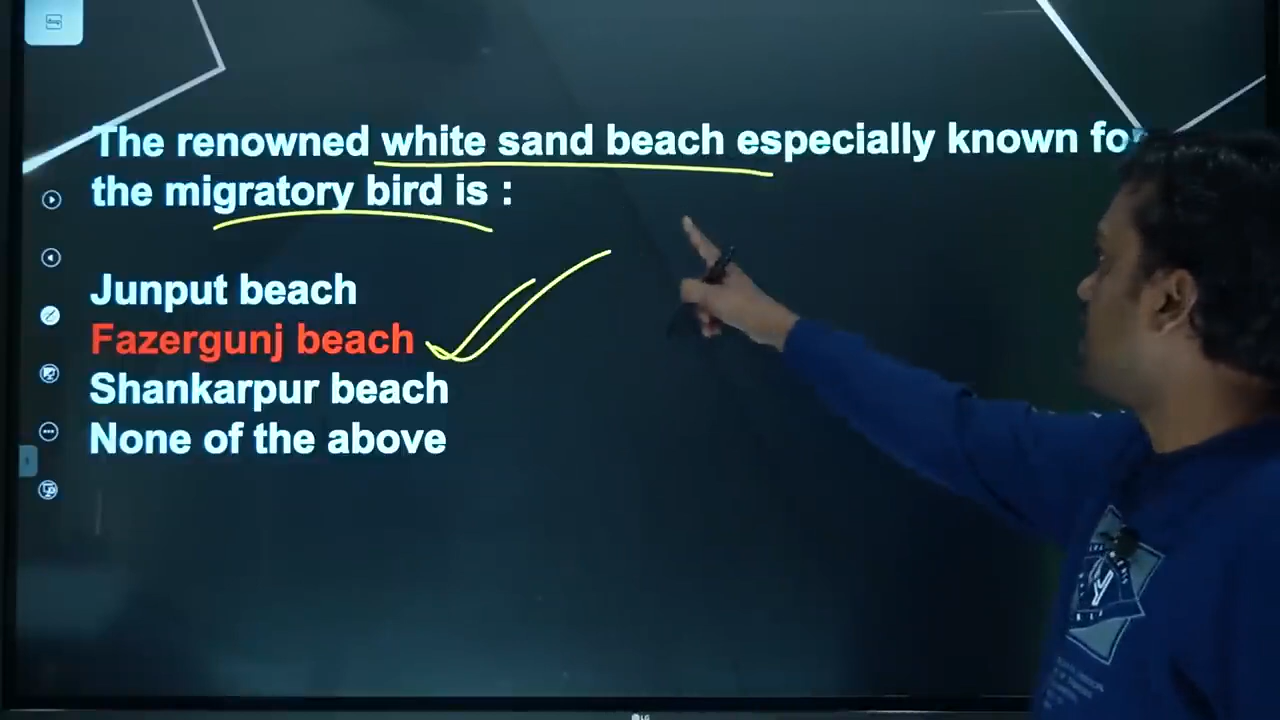 The renowned white sand beach especially known for
the migratory bird is :
Junput beach
Fazergunj beach
Shankarpur beach
None of the above
LG